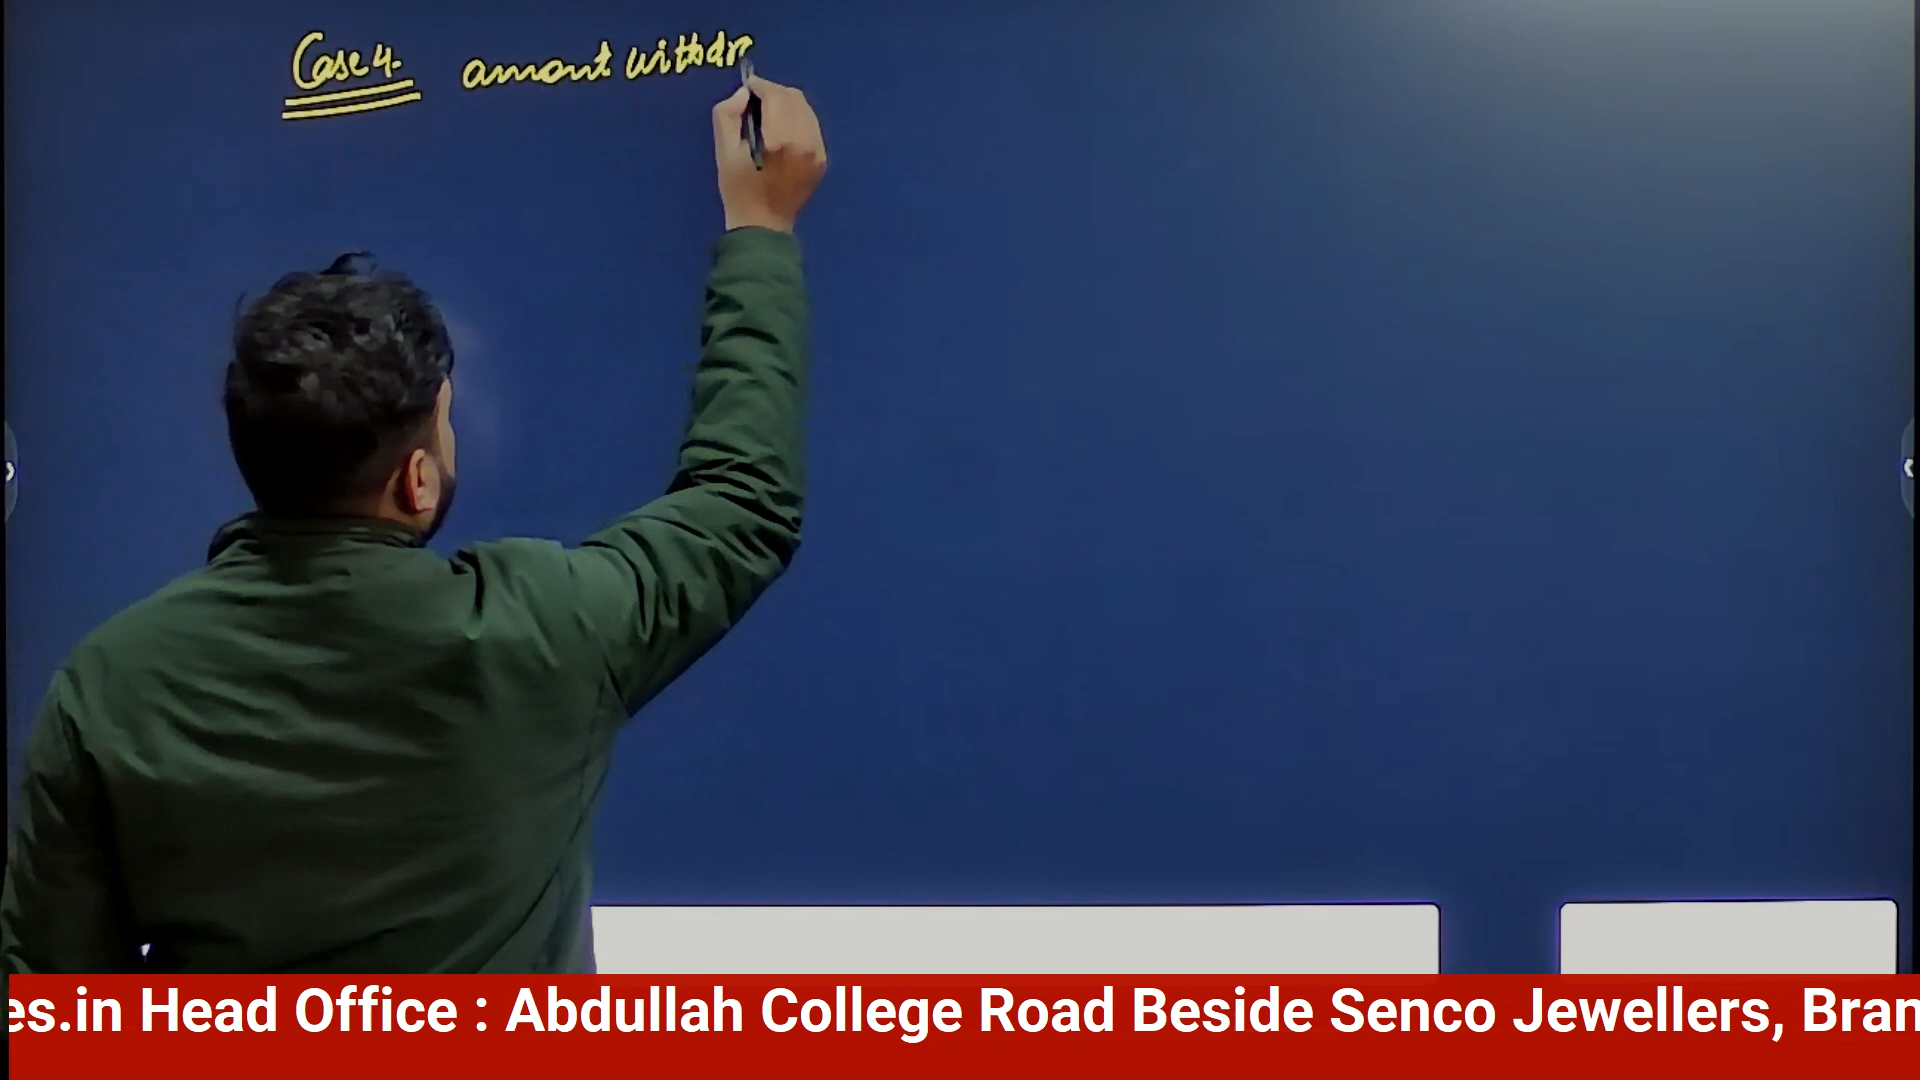 Case 4. amount withdr
es.in Head Office : Abdullah College Road Beside Senco Jewellers, Bran